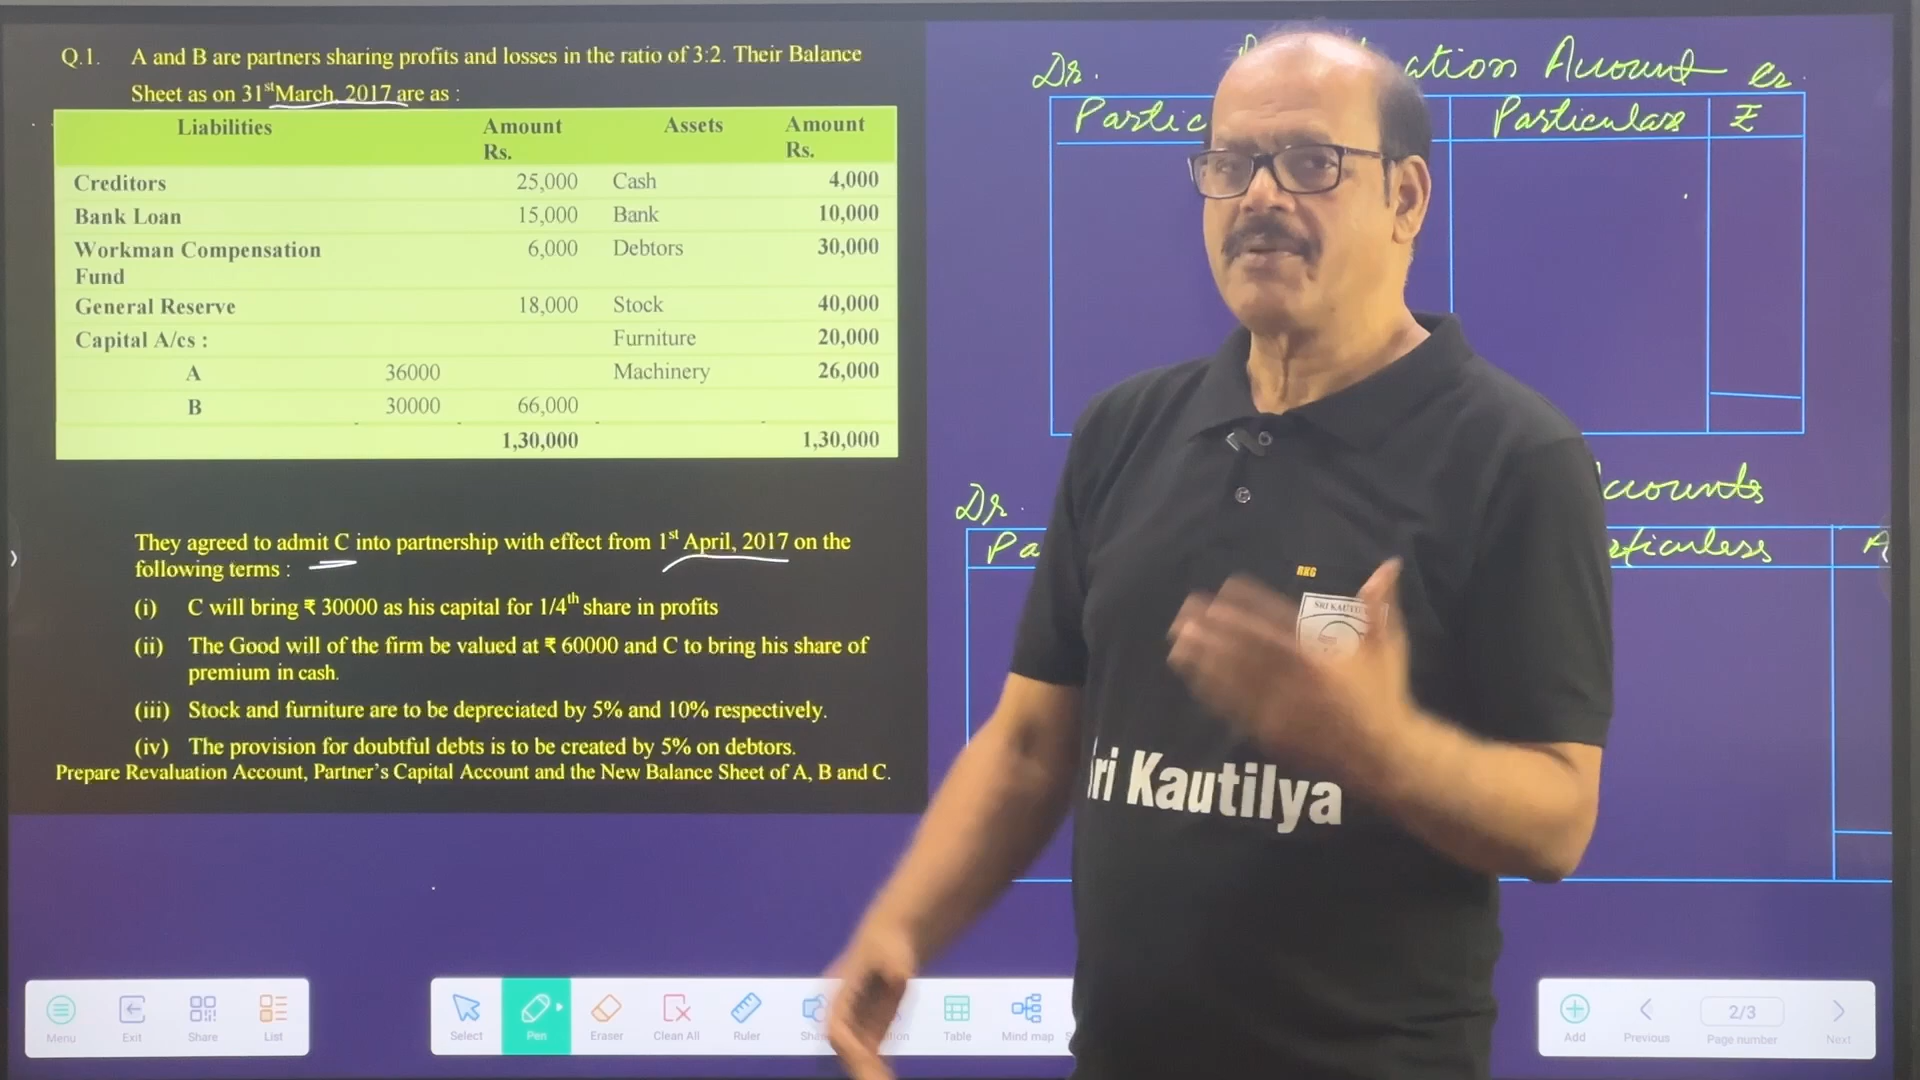 Q.1. A and B are partners sharing profits and losses in the ratio of 3:2. Their Balance
Sheet as on 31st March, 2017 are as :
Liabilities Amount Rs. Assets Amount Rs.
Creditors 25,000 Cash 4,000
Bank Loan 15,000 Bank 10,000
Workman Compensation Fund 6,000 Debtors 30,000
General Reserve 18,000 Stock 40,000
Capital A/cs : Furniture 20,000
A 36000 Machinery 26,000
B 30000 66,000
1,30,000 1,30,000
They agreed to admit C into partnership with effect from 1st April, 2017 on the
following terms :
(i) C will bring ₹ 30000 as his capital for 1/4th share in profits
(ii) The Good will of the firm be valued at ₹ 60000 and C to bring his share of
premium in cash.
(iii) Stock and furniture are to be depreciated by 5% and 10% respectively.
(iv) The provision for doubtful debts is to be created by 5% on debtors.
Prepare Revaluation Account, Partner's Capital Account and the New Balance Sheet of A, B and C.
Dr. Account Cr.
Particulars ₹
Dr.
A
RKG
SRI
Kautilya
Menu Exit Share List
Select Pen Eraser Clean All Ruler Table Mind map
Add Previous 2/3 Page number Next